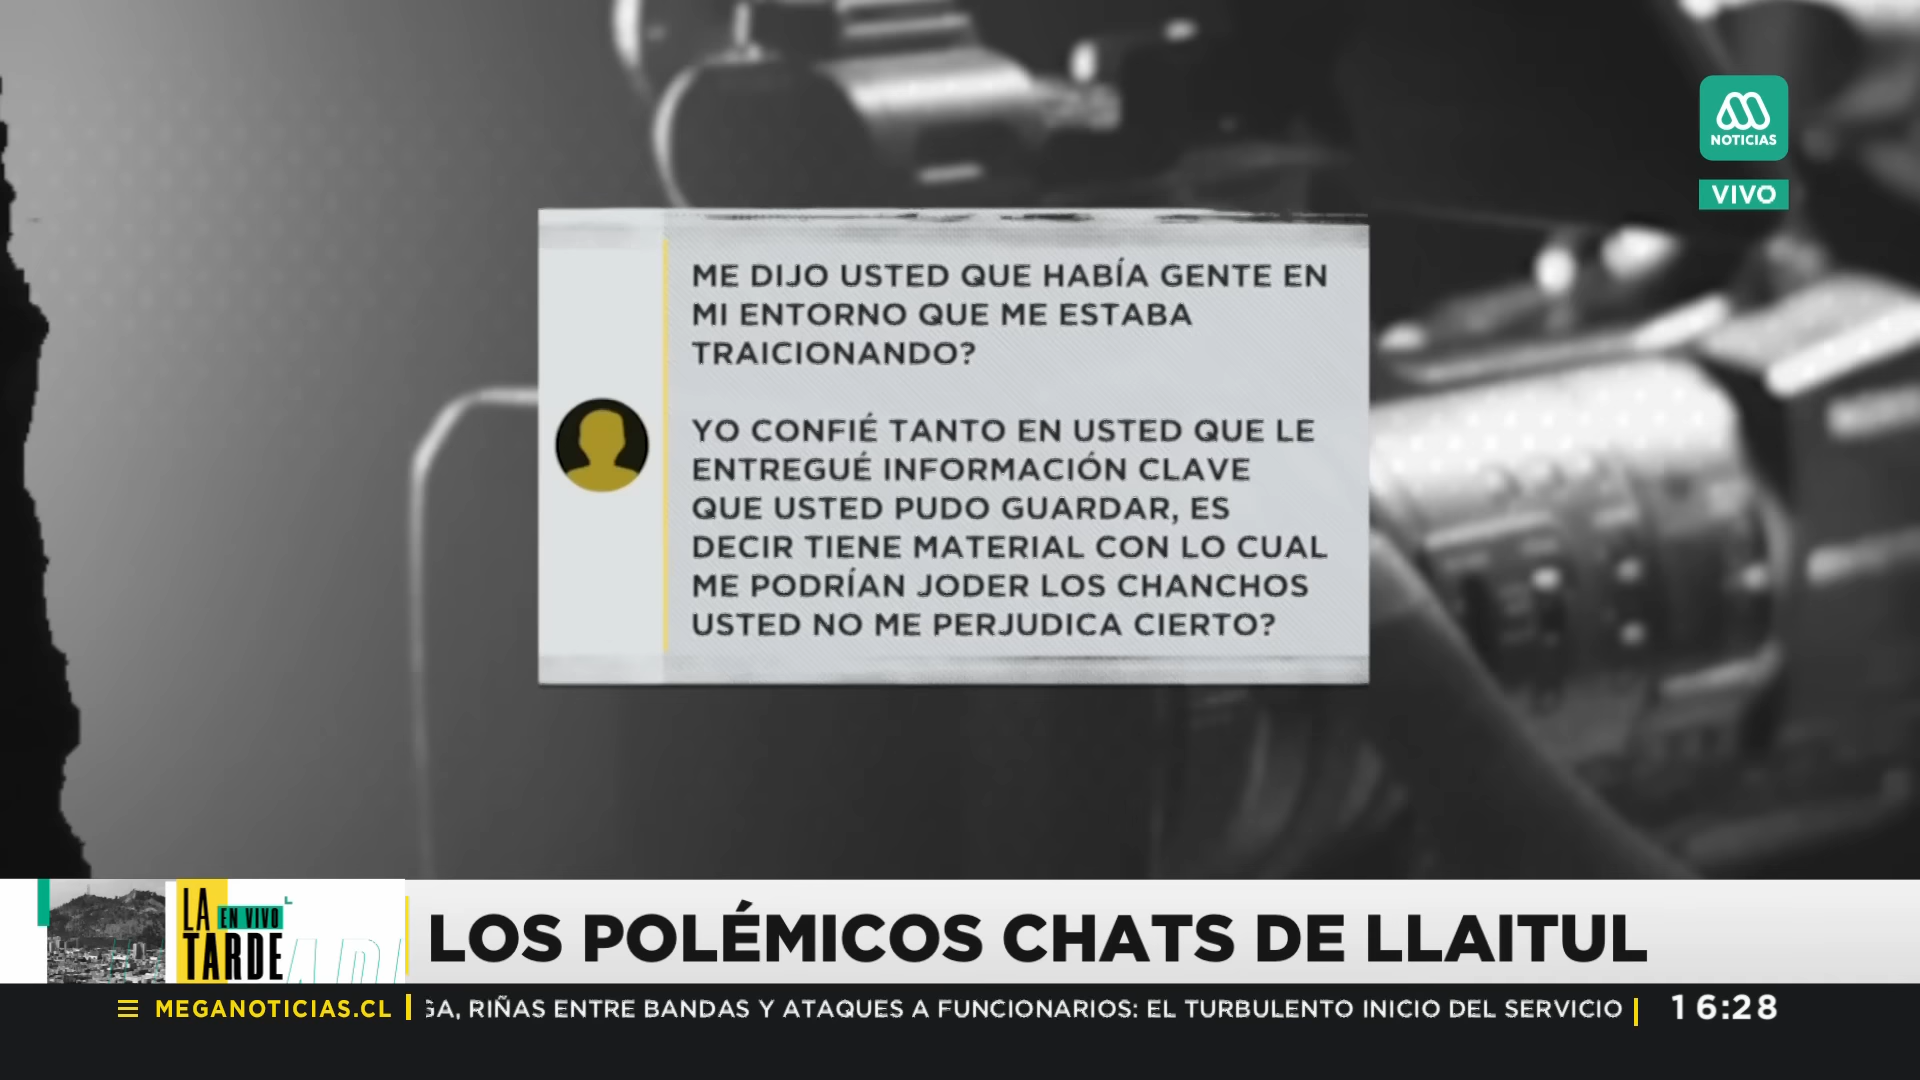 NOTICIAS
VIVO
ME DIJO USTED QUE HABÍA GENTE EN
MI ENTORNO QUE ME ESTABA
TRAICIONANDO?
YO CONFIÉ TANTO EN USTED QUE LE
ENTREGUÉ INFORMACIÓN CLAVE
QUE USTED PUDO GUARDAR, ES
DECIR TIENE MATERIAL CON LO CUAL
ME PODRÍAN JODER LOS CHANCHOS
USTED NO ME PERJUDICA CIERTO?
LA
EN VIVO
TARDE
LOS POLÉMICOS CHATS DE LLAITUL
MEGANOTICIAS.CL
GA, RIÑAS ENTRE BANDAS Y ATAQUES A FUNCIONARIOS: EL TURBULENTO INICIO DEL SERVICIO
16:28